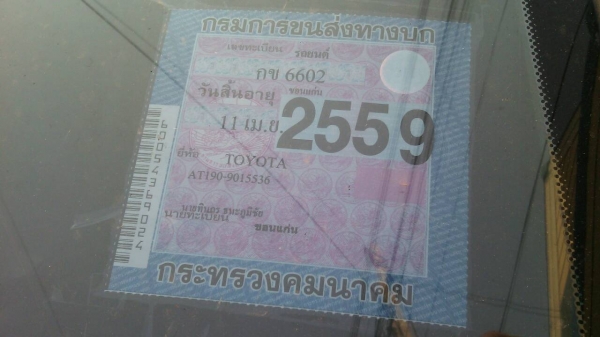 กรมการขนส่งทางบก
เลขทะเบียน รถยนต์
กข 6602
วันสิ้นอายุ ขอนแก่น
11 เม.ย 2559
ยี่ห้อ TOYOTA
AT190-9015536
นายทะเบียน
ขอนแก่น
กระทรวงคมนาคม
60054369024